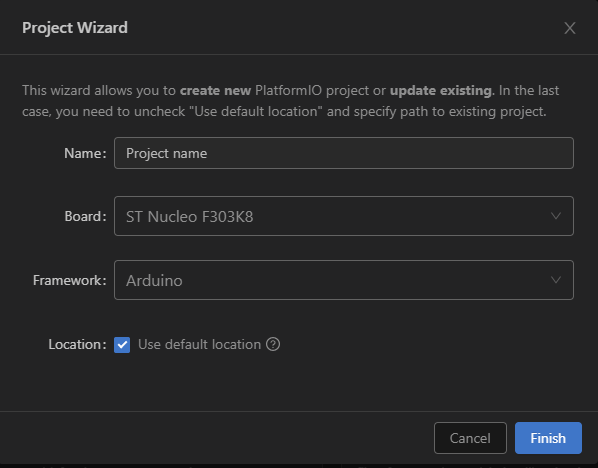 Project Wizard
This wizard allows you to create new PlatformIO project or update existing. In the last
case, you need to uncheck "Use default location" and specify path to existing project.
Name: Project name
Board: ST Nucleo F303K8
Framework: Arduino
Location: Use default location
Cancel Finish